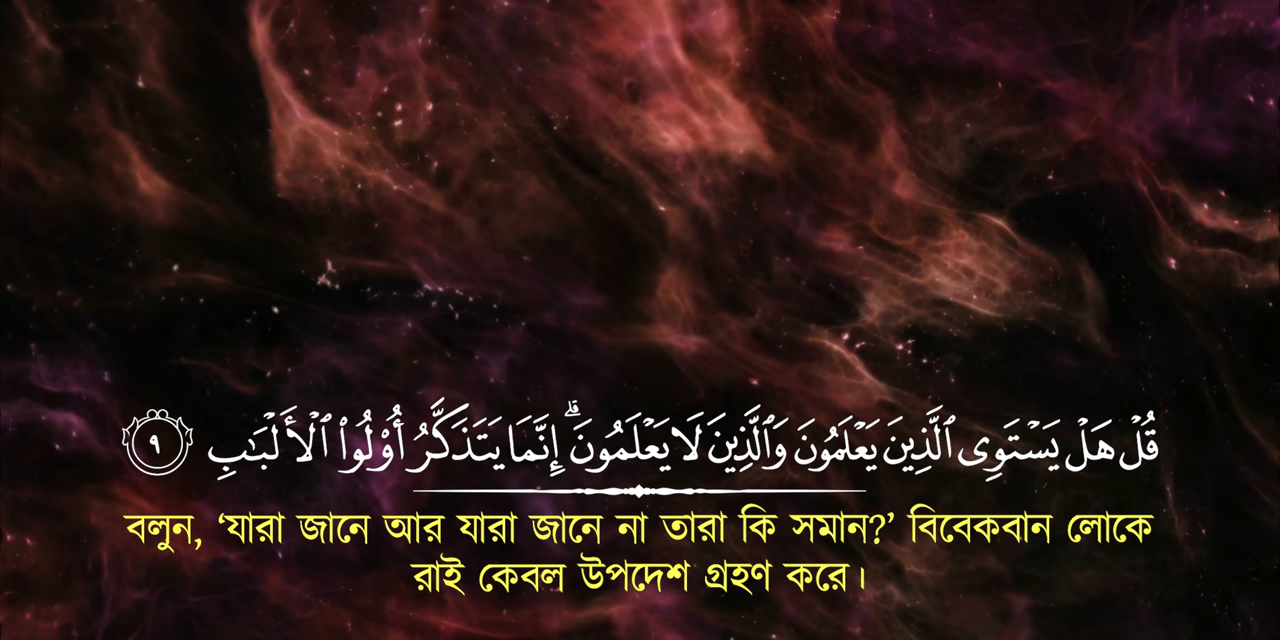 قُلْ هَلْ يَسْتَوِى ٱلَّذِينَ يَعْلَمُونَ وَٱلَّذِينَ لَا يَعْلَمُونَ ۗ إِنَّمَا يَتَذَكَّرُ أُو۟لُوا۟ ٱلْأَلْبَـٰبِ ٩
বলুন, ‘যারা জানে আর যারা জানে না তারা কি সমান?’ বিবেকবান লোকে
রাই কেবল উপদেশ গ্রহণ করে।